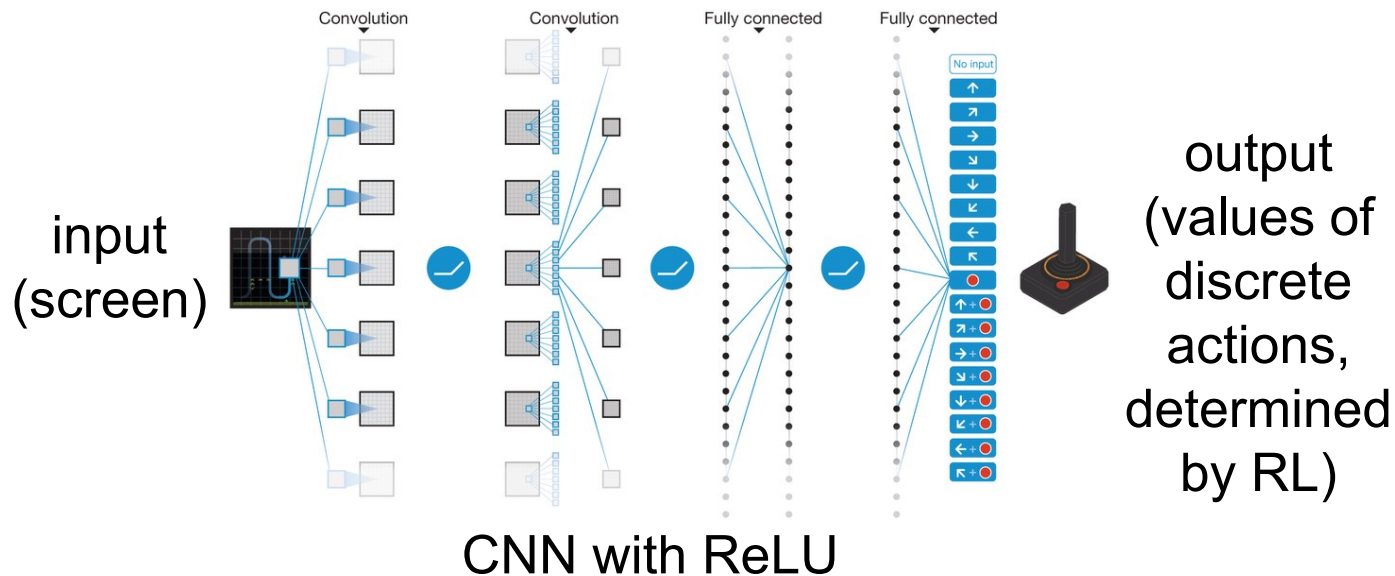 Convolution
Convolution
Fully connected
Fully connected
No input
input
(screen)
output
(values of
discrete
actions,
determined
by RL)
CNN with ReLU